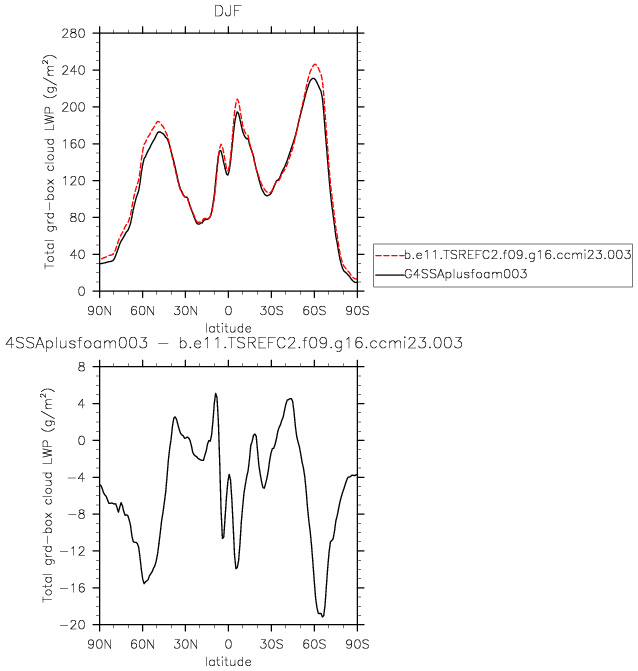 DJF
Total grd-box cloud LWP (g/m²)
280
240
200
160
120
80
40
0
90N 60N 30N 0 30S 60S 90S
latitude
b.e11.TSREFC2.f09.g16.ccmi23.003
G4SSAplusfoam003
4SSAplusfoam003 − b.e11.TSREFC2.f09.g16.ccmi23.003
Total grd-box cloud LWP (g/m²)
8
4
0
−4
−8
−12
−16
−20
90N 60N 30N 0 30S 60S 90S
latitude